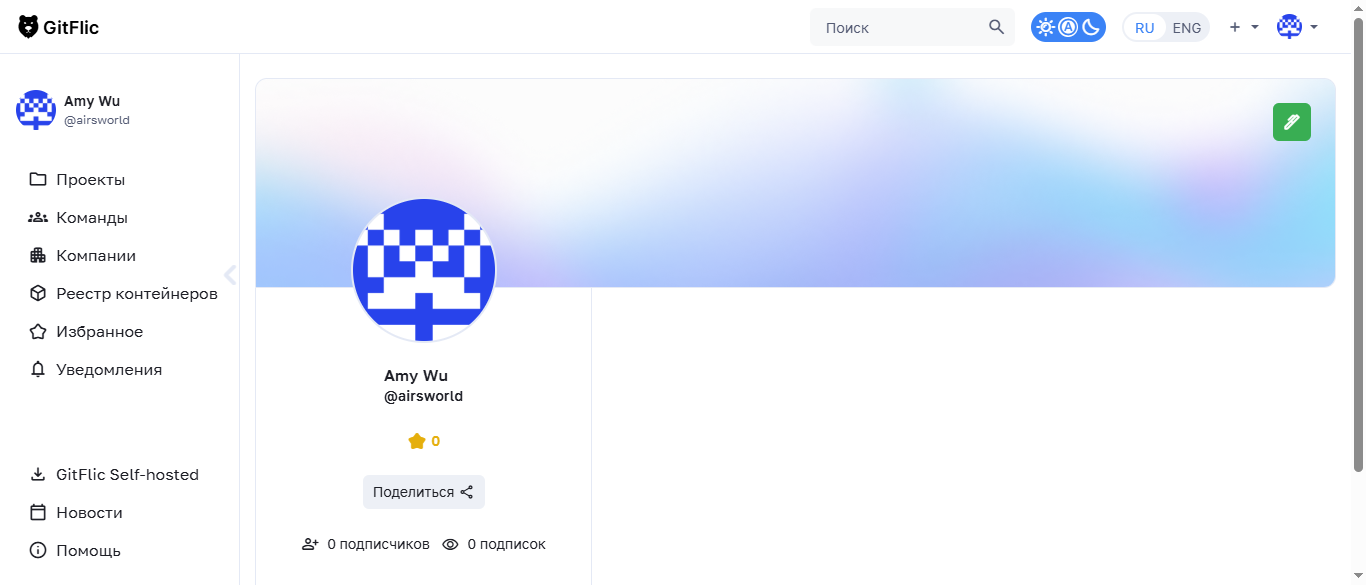 GitFlic
Поиск
RU ENG
Amy Wu
@airsworld
Проекты
Команды
Компании
Реестр контейнеров
Избранное
Уведомления
GitFlic Self-hosted
Новости
Помощь
Amy Wu
@airsworld
0
Поделиться
0 подписчиков 0 подписок